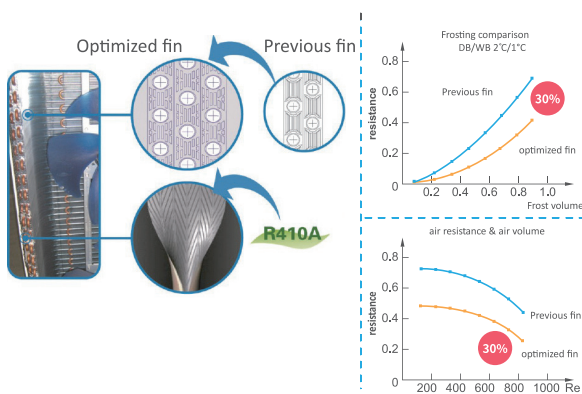 Optimized fin
Previous fin
R410A
Frosting comparison
DB/WB 2°C/1°C
0.8
0.6
0.4
0.2
0
resistance
Previous fin
30%
optimized fin
0.2
0.4
0.6
0.8
1.0
Frost volume
air resistance & air volume
0.8
0.6
0.4
0.2
0
resistance
Previous fin
30%
optimized fin
200
400
600
800
1000
Re